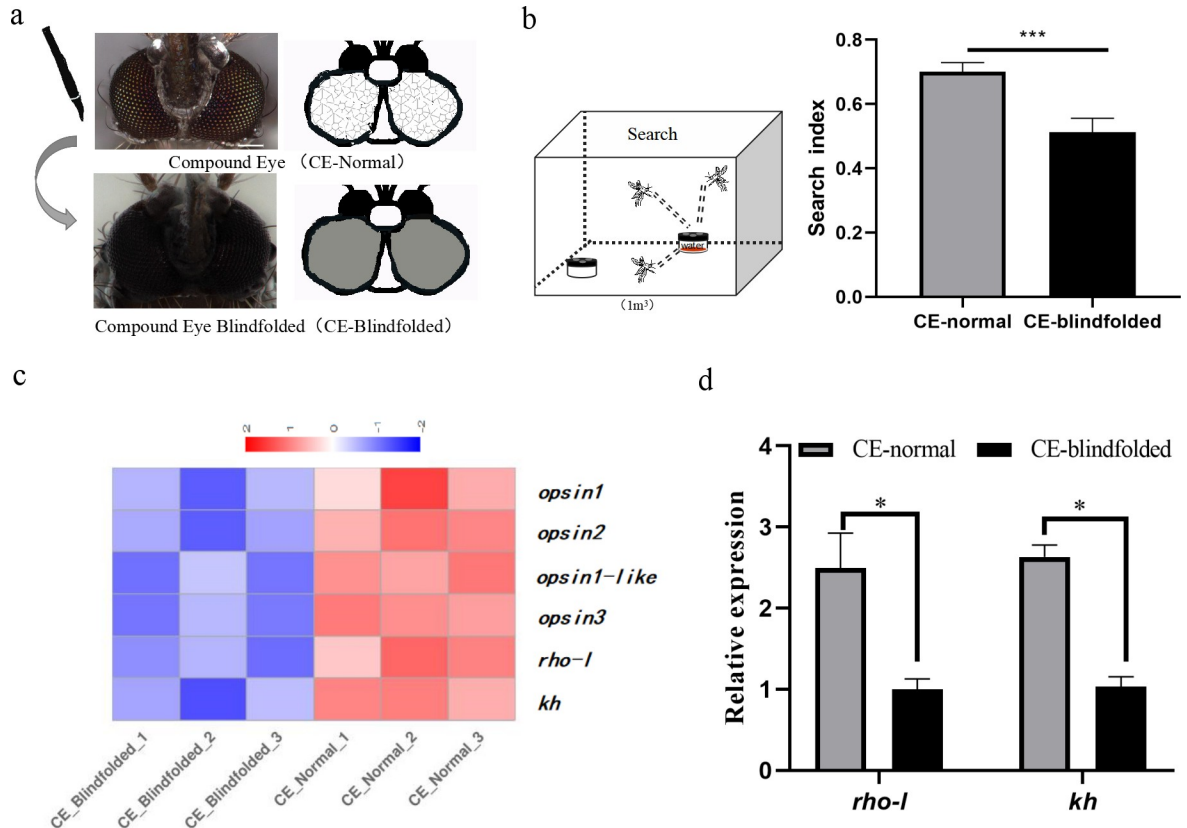 a
Compound Eye （CE-Normal）
Compound Eye Blindfolded（CE-Blindfolded）
b
Search
water
（1m³）
Search index
0.8
0.6
0.4
0.2
0.0
***
CE-normal CE-blindfolded
c
2 1 0 -1 -2
opsin1
opsin2
opsin1-like
opsin3
rho-l
kh
CE_Blindfolded_1
CE_Blindfolded_2
CE_Blindfolded_3
CE_Normal_1
CE_Normal_2
CE_Normal_3
d
CE-normal CE-blindfolded
Relative expression
4
3
2
1
0
* *
rho-l kh